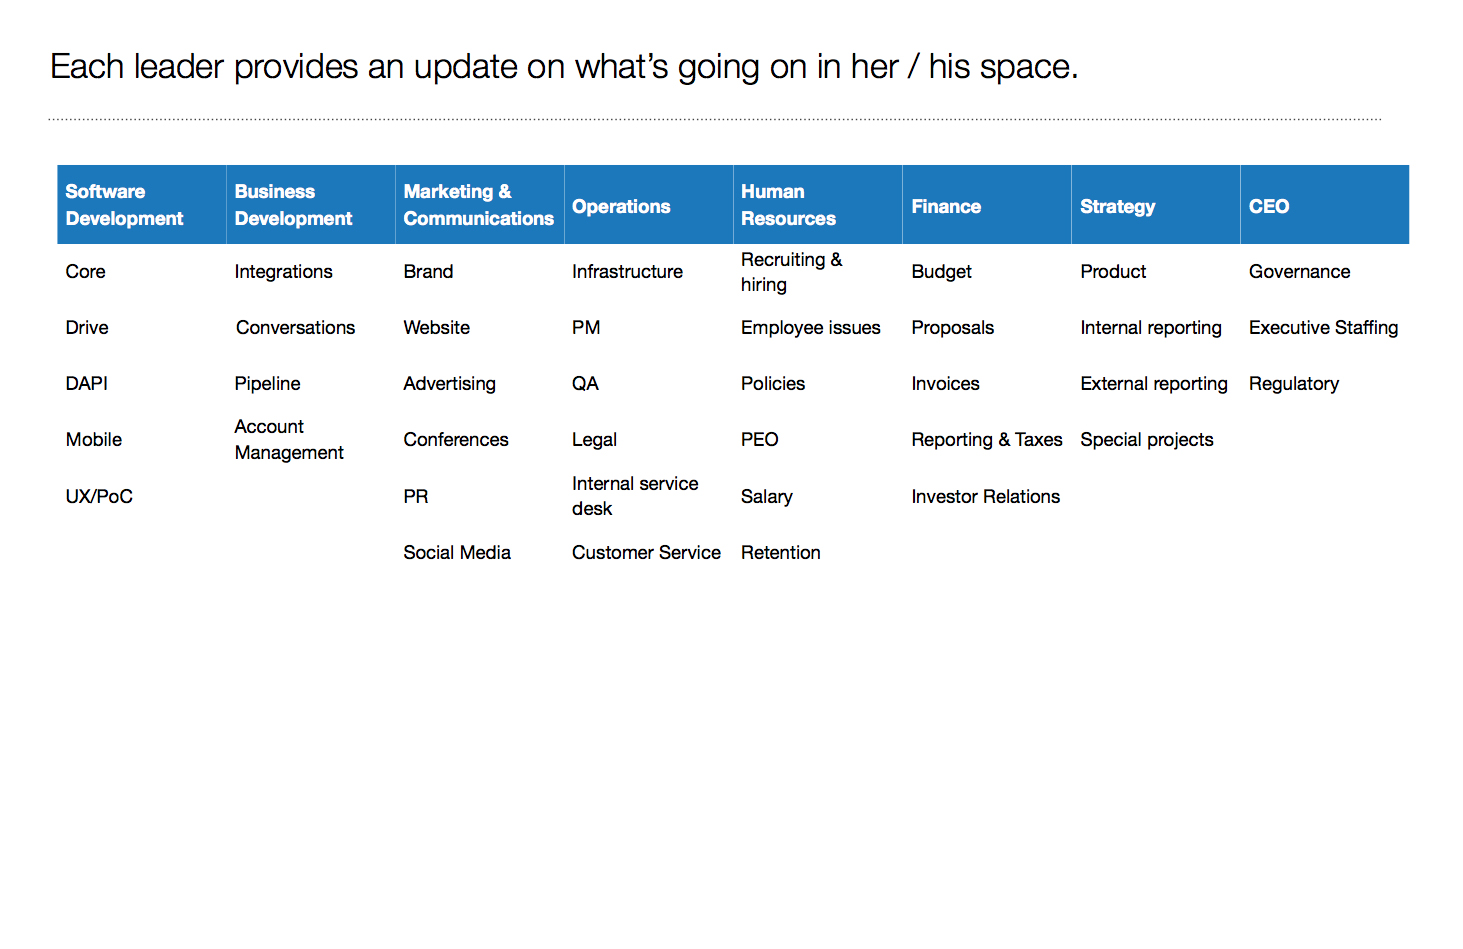 Each leader provides an update on what’s going on in her / his space.
Software Development Business Development Marketing & Communications Operations Human Resources Finance Strategy CEO
Core Integrations Brand Infrastructure Recruiting & hiring Budget Product Governance
Drive Conversations Website PM Employee issues Proposals Internal reporting Executive Staffing
DAPI Pipeline Advertising QA Policies Invoices External reporting Regulatory
Mobile Account Management Conferences Legal PEO Reporting & Taxes Special projects
UX/PoC PR Internal service desk Salary Investor Relations
Social Media Customer Service Retention